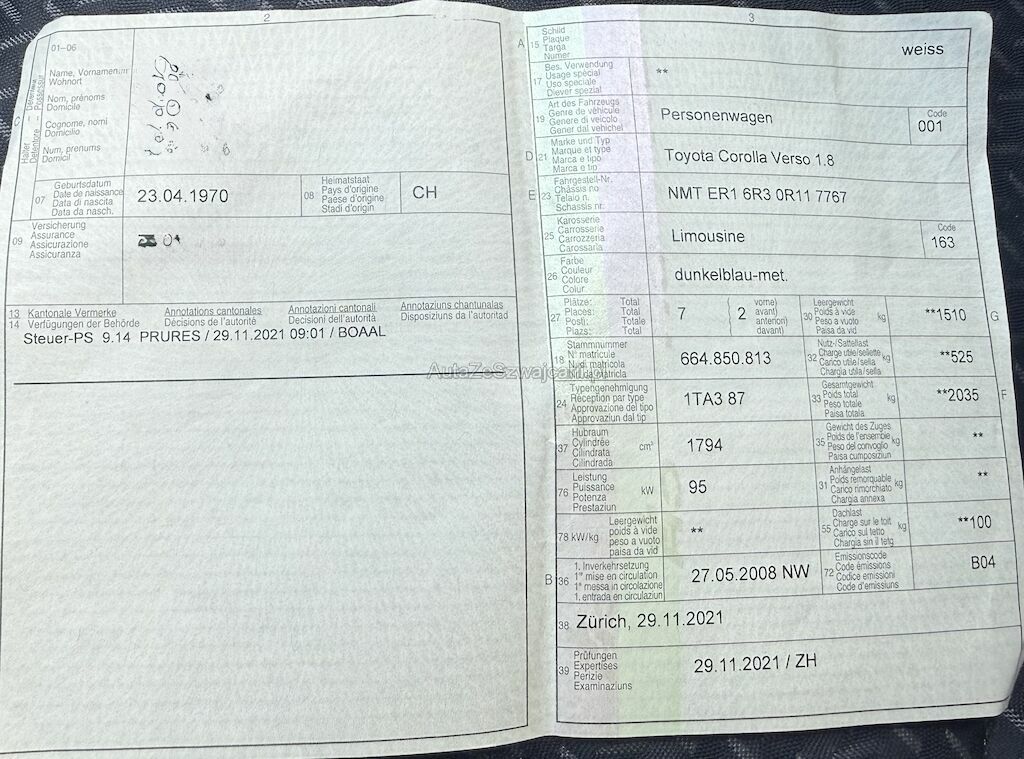 2
01–06
Name, Vornamen
Wohnort
Nom, prénoms
Domicile
Cognome, nomi
Domicilio
Num, prenums
Domicil
C
Halter –
Détenteur –
Detentore –
Possessur
07
Geburtsdatum
Date de naissance
Data di nascita
Data da nasch.
23.04.1970
08
Heimatstaat
Pays d'origine
Paese d'origine
Stadi d'origin
CH
09
Versicherung
Assurance
Assicurazione
Assicuranza
13 Kantonale Vermerke
14 Verfügungen der Behörde
Annotations cantonales
Décisions de l'autorité
Annotazioni cantonali
Decisioni dell'autorità
Annotaziuns chantunalas
Disposiziuns da l'autoritad
Steuer-PS 9.14 PRURES / 29.11.2021 09:01 / BOAAL
AutaZeSzwajcarii.pl
3
A 15
Schild
Plaque
Targa
Numer
weiss
17
Bes. Verwendung
Usage spécial
Uso speciale
Diever spezial
**
19
Art des Fahrzeugs
Genre de véhicule
Genere di veicolo
Gener dal vehichel
Personenwagen
Code
001
D 21
Marke und Typ
Marque et type
Marca e tipo
Marca e tip
Toyota Corolla Verso 1.8
E 23
Fahrgestell-Nr.
Châssis no
Telaio n.
Schassis nr.
NMT ER1 6R3 0R11 7767
25
Karosserie
Carrosserie
Carrozzeria
Carossaria
Limousine
Code
163
26
Farbe
Couleur
Colore
Colur
dunkelblau-met.
27
Plätze: Total
Places: Total
Posti: Totale
Plazs: Total
7
2
vorne)
avant)
anteriori)
davant)
30
Leergewicht
Poids à vide
Peso a vuoto
Paisa da vid
kg
**1510
G
18
Stammnummer
N° matricule
N. di matricola
664.850.813
32
Nutz-/Sattellast
Charge utile/sellette
Carico utile/sella
Chargia utila/sella
kg
**525
24
Typengenehmigung
Réception par type
Approvazione del tipo
Approvaziun dal tip
1TA3 87
33
Gesamtgewicht
Poids total
Peso totale
Paisa totala
kg
**2035
F
37
Hubraum
Cylindrée
Cilindrata
Cilindrada
cm³
1794
35
Gewicht des Zuges
Poids de l'ensemble
Peso del convoglio
Paisa cumposiziun
kg
**
76
Leistung
Puissance
Potenza
Prestaziun
kW
95
31
Anhängelast
Poids remorquable
Carico rimorchiato
Chargia annexa
kg
**
78 kW/kg
Leergewicht
poids à vide
peso a vuoto
paisa da vid
**
55
Dachlast
Charge sur le toit
Carico sul tetto
Chargia sin il tetg
kg
**100
B 36
1. Inverkehrsetzung
1re mise en circulation
1a messa in circolazione
1. entrada en circulaziun
27.05.2008 NW
72
Emissionscode
Code émissions
Codice emissioni
Code d'emissiuns
B04
38 Zürich, 29.11.2021
39
Prüfungen
Expertises
Perizie
Examinaziuns
29.11.2021 / ZH